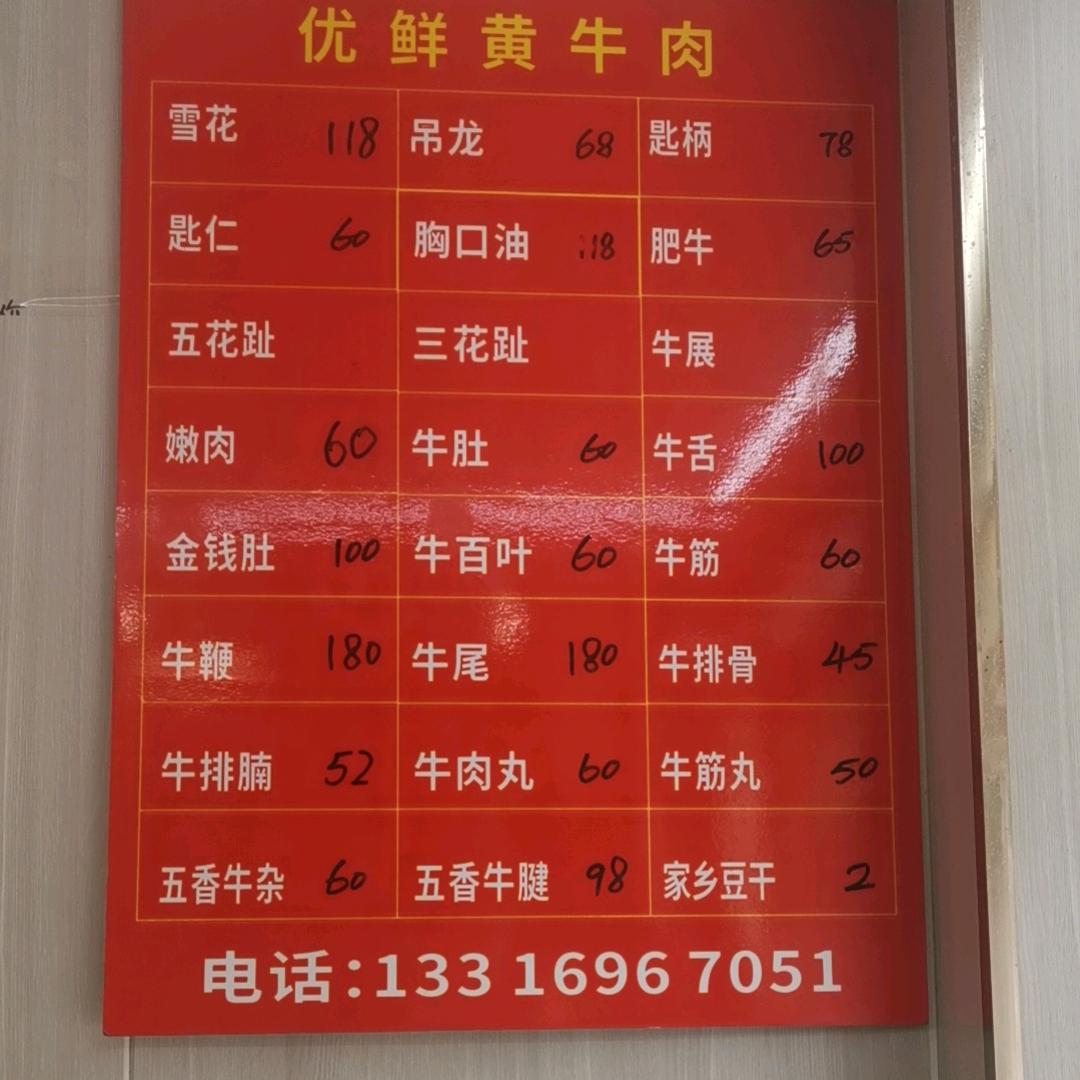 优鲜黄牛肉
雪花 118 吊龙 68 匙柄 78
匙仁 60 胸口油 118 肥牛 65
五花趾 三花趾 牛展
嫩肉 60 牛肚 60 牛舌 100
金钱肚 100 牛百叶 60 牛筋 60
牛鞭 180 牛尾 180 牛排骨 45
牛排腩 52 牛肉丸 60 牛筋丸 50
五香牛杂 60 五香牛腱 98 家乡豆干 2
电话:133 1696 7051